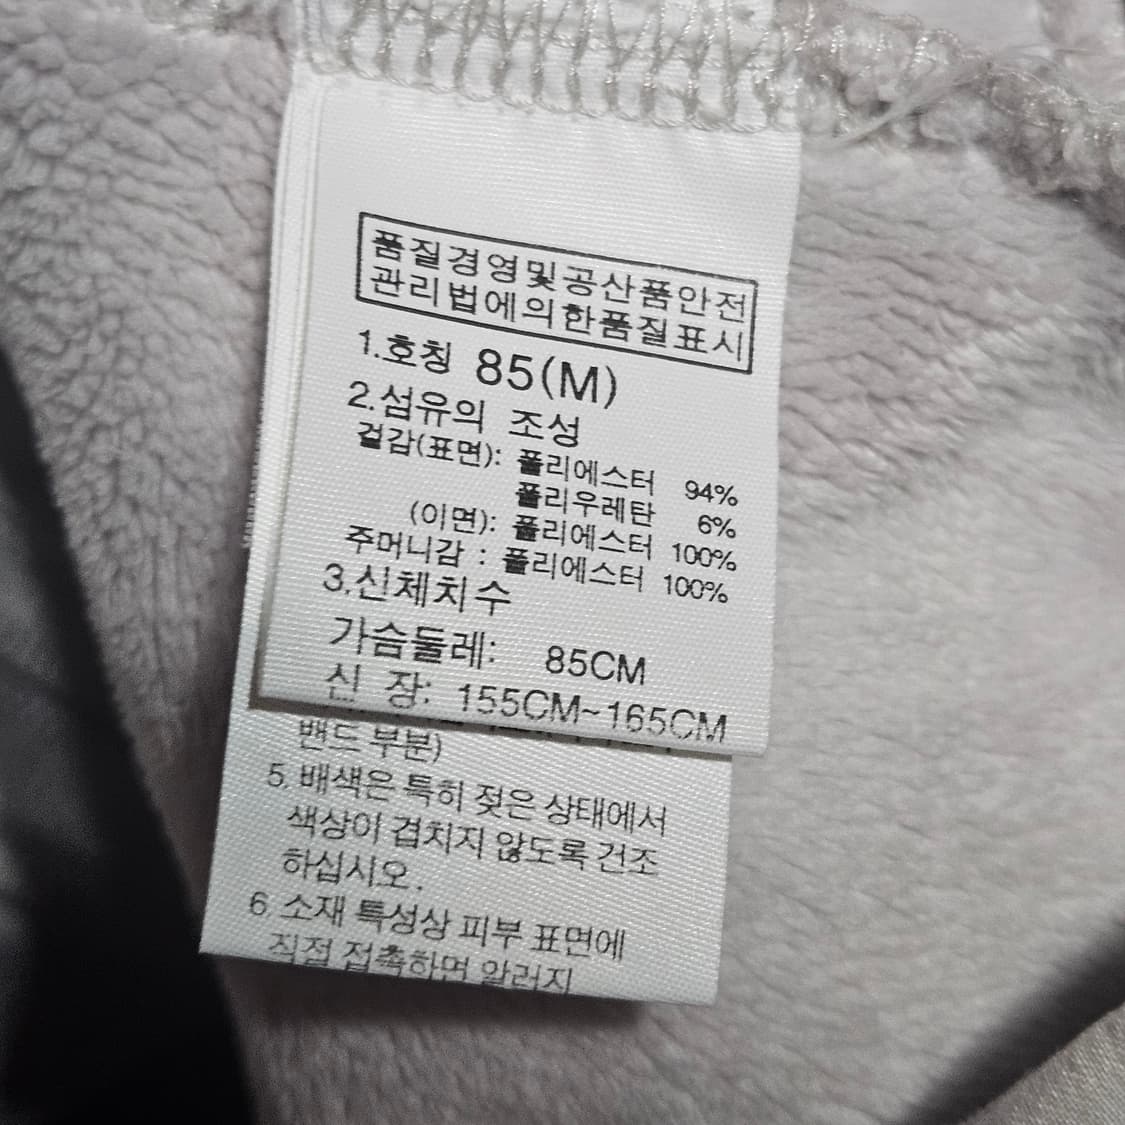 품질경영및공산품안전
관리법에의한품질표시
1.호칭 85(M)
2.섬유의 조성
겉감(표면): 폴리에스터 94%
폴리우레탄 6%
(이면): 폴리에스터 100%
주머니감 : 폴리에스터 100%
3.신체치수
가슴둘레: 85CM
신 장: 155CM~165CM
밴드 부분)
5. 배색은 특히 젖은 상태에서
색상이 겹치지 않도록 건조
하십시오.
6. 소재 특성상 피부 표면에
직접 접촉하면 알러지